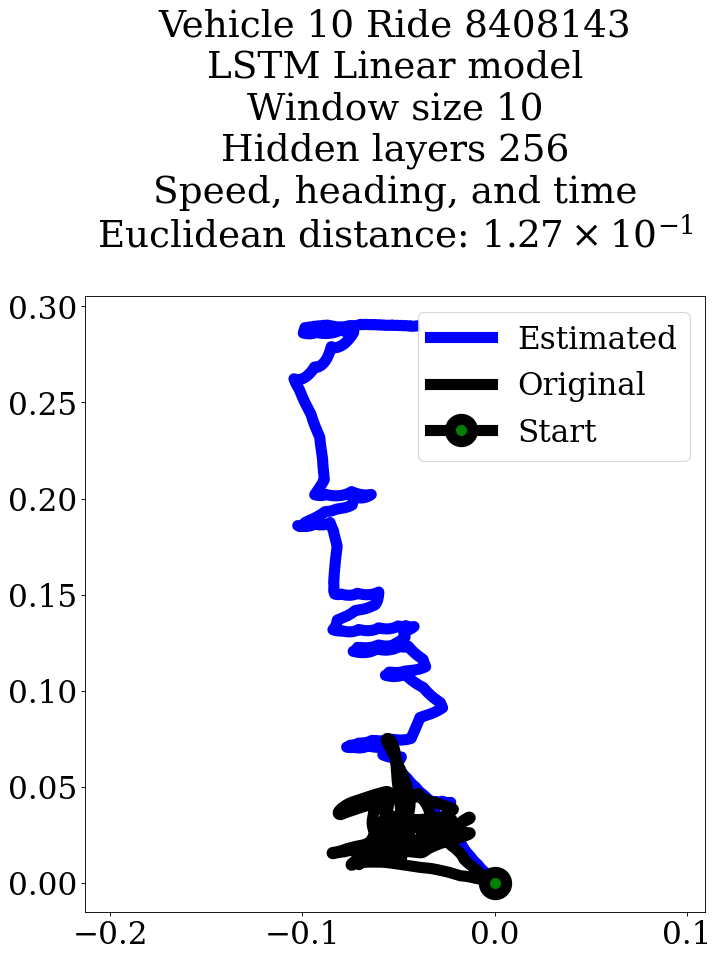 Vehicle 10 Ride 8408143
LSTM Linear model
Window size 10
Hidden layers 256
Speed, heading, and time
Euclidean distance: 1.27 × 10⁻¹
0.30
Estimated
0.25
Original
Start
0.20
0.15
0.10
0.05
0.00
−0.2 −0.1 0.0 0.1